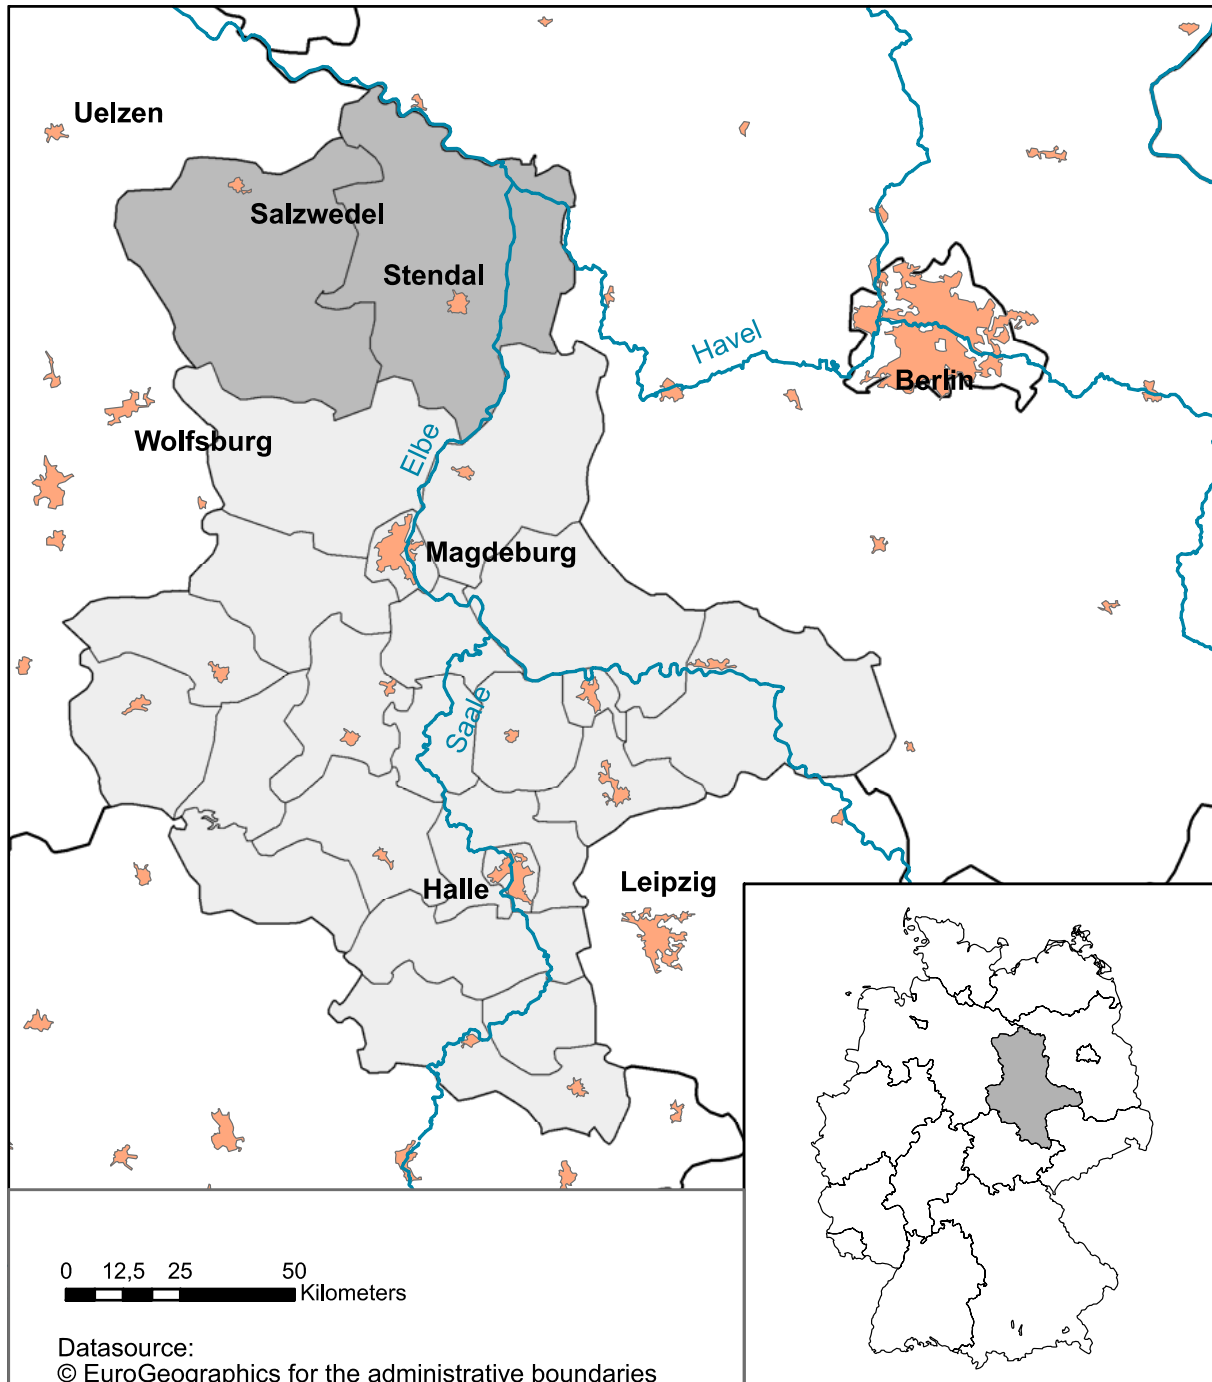 Uelzen
Salzwedel
Stendal
Havel
Berlin
Wolfsburg
Elbe
Magdeburg
Saale
Halle
Leipzig
0 12,5 25 50
Kilometers
Datasource:
© EuroGeographics for the administrative boundaries